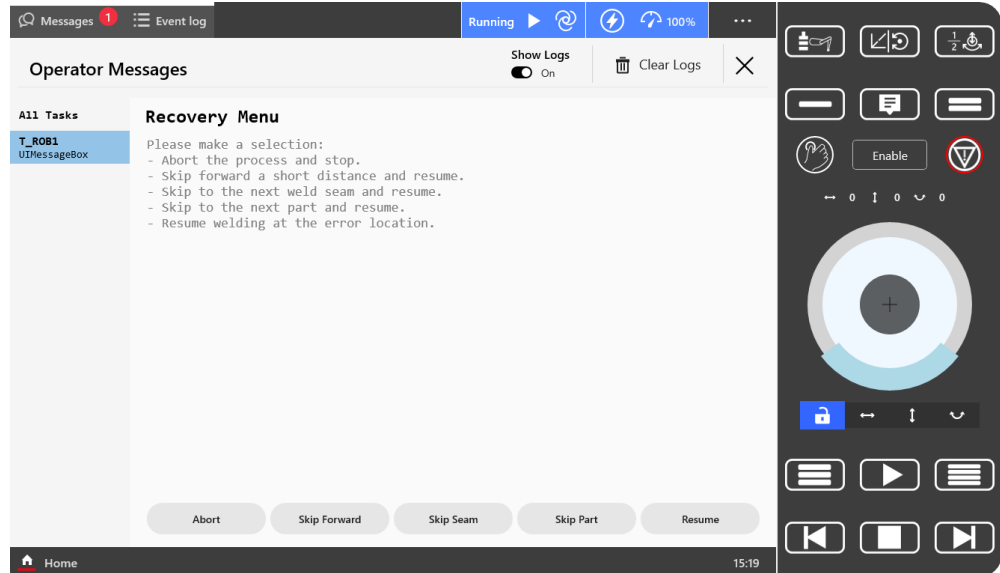 Messages 1 Event log Running 100% ...
Operator Messages Show Logs On Clear Logs
All Tasks
T_ROB1
UIMessageBox
Recovery Menu
Please make a selection:
- Abort the process and stop.
- Skip forward a short distance and resume.
- Skip to the next weld seam and resume.
- Skip to the next part and resume.
- Resume welding at the error location.
Abort Skip Forward Skip Seam Skip Part Resume
Home 15:19
1
2
Enable
0 0 0